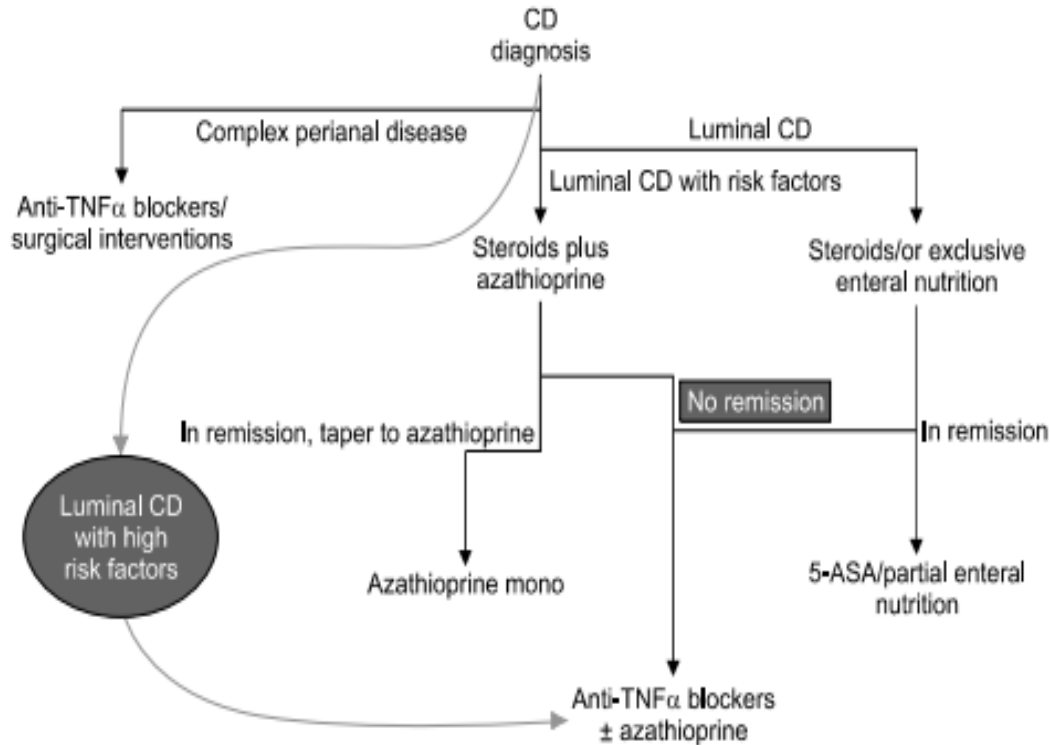 CD
diagnosis
Complex perianal disease
Luminal CD
Luminal CD with risk factors
Anti-TNFα blockers/
surgical interventions
Steroids plus
azathioprine
Steroids/or exclusive
enteral nutrition
No remission
In remission, taper to azathioprine
In remission
Luminal CD
with high
risk factors
Azathioprine mono
5-ASA/partial enteral
nutrition
Anti-TNFα blockers
± azathioprine